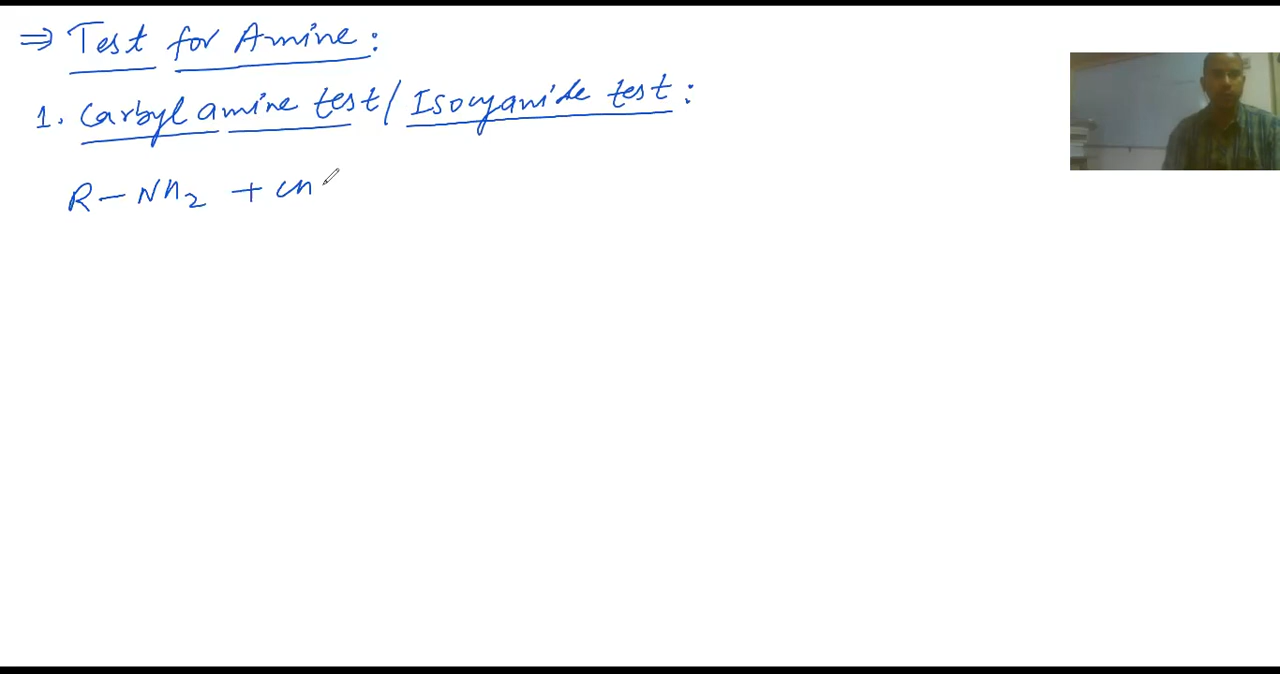 ⇒ Test for Amine:
1. Carbyl amine test/Isocyanide test:
R-NH2 + CH